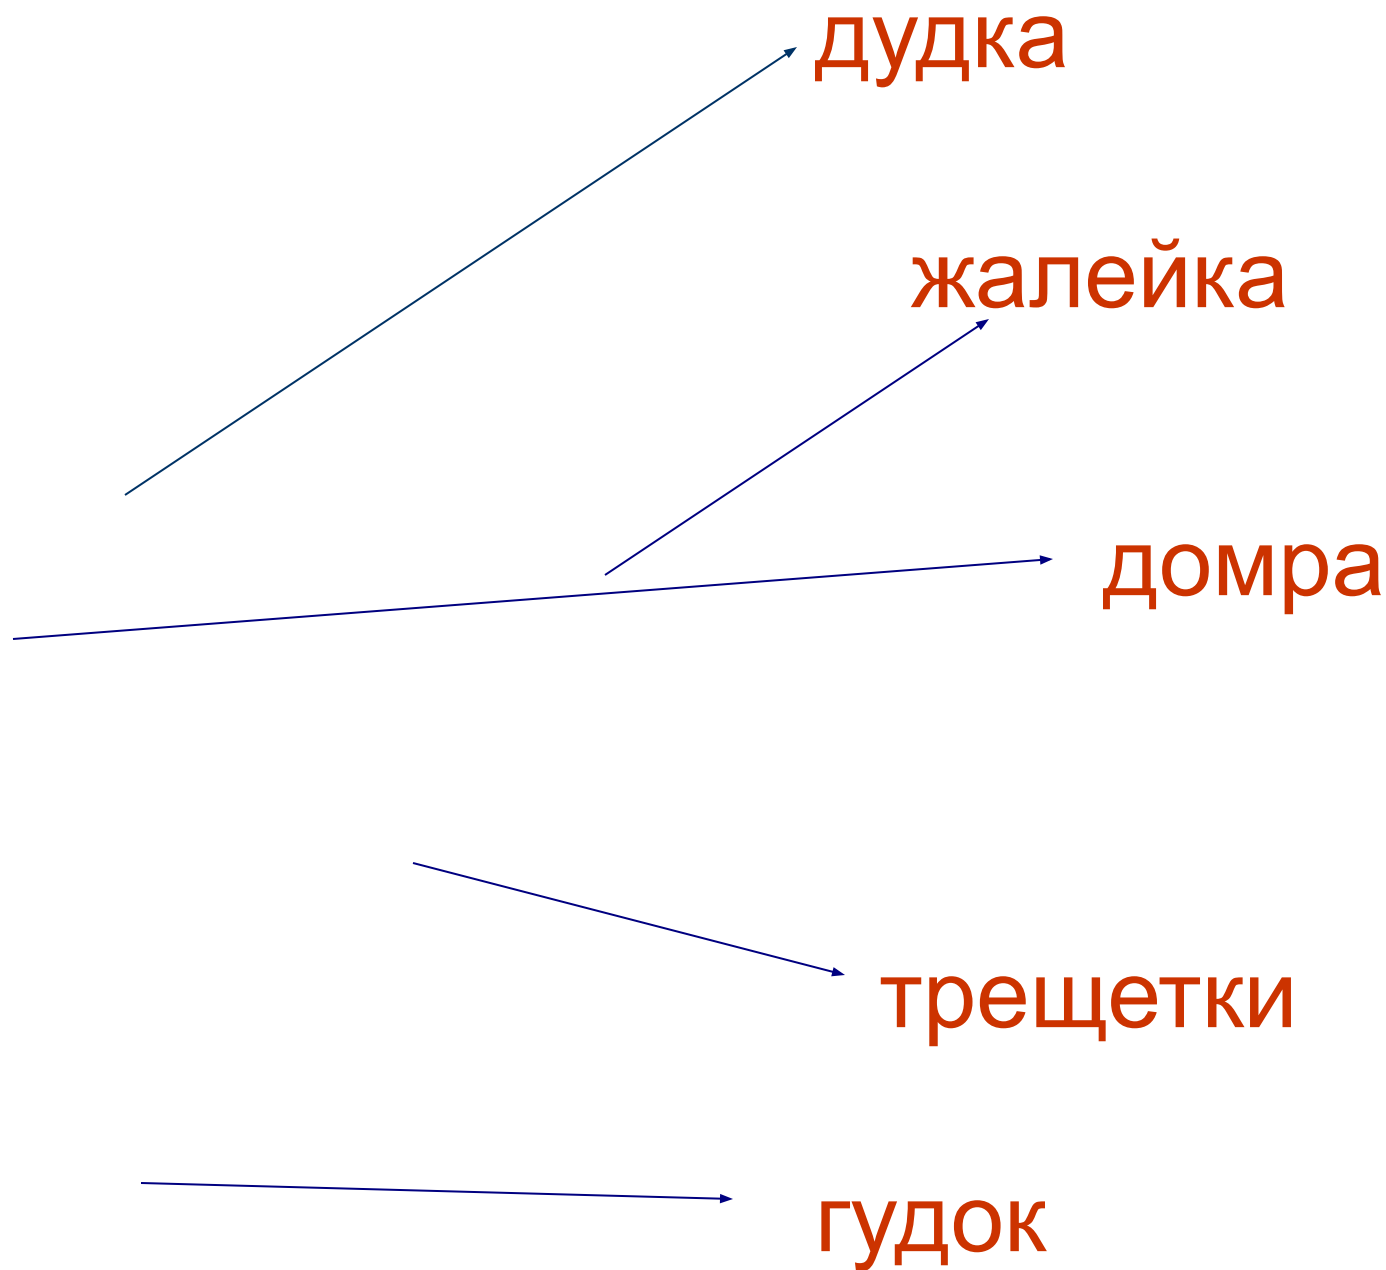 дудка
жалейка
домра
трещетки
гудок